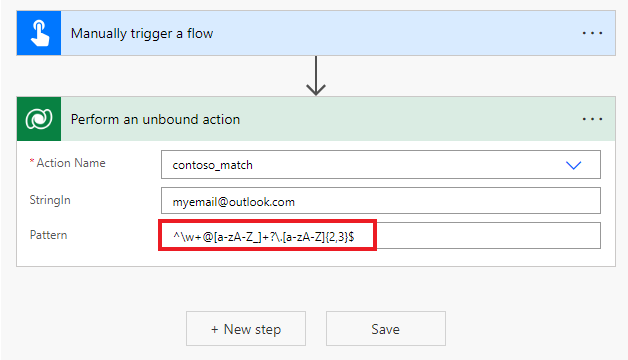 Manually trigger a flow
...
Perform an unbound action
...
* Action Name
contoso_match
StringIn
myemail@outlook.com
Pattern
^\w+@[a-zA-Z_]+?\.[a-zA-Z]{2,3}$
+ New step
Save